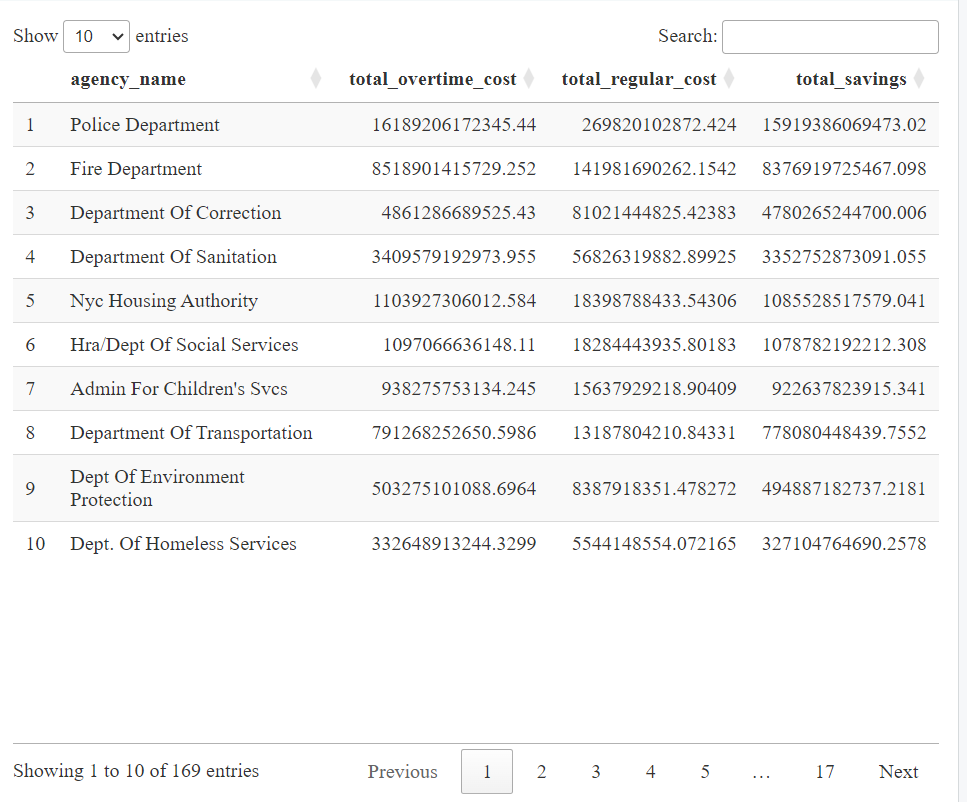 Show 10 entries Search:
agency_name total_overtime_cost total_regular_cost total_savings
1 Police Department 16189206172345.44 269820102872.424 15919386069473.02
2 Fire Department 8518901415729.252 141981690262.1542 8376919725467.098
3 Department Of Correction 4861286689525.43 81021444825.42383 4780265244700.006
4 Department Of Sanitation 3409579192973.955 56826319882.89925 3352752873091.055
5 Nyc Housing Authority 1103927306012.584 18398788433.54306 1085528517579.041
6 Hra/Dept Of Social Services 1097066636148.11 18284443935.80183 1078782192212.308
7 Admin For Children's Svcs 938275753134.245 15637929218.90409 922637823915.341
8 Department Of Transportation 791268252650.5986 13187804210.84331 778080448439.7552
9 Dept Of Environment
Protection 503275101088.6964 8387918351.478272 494887182737.2181
10 Dept. Of Homeless Services 332648913244.3299 5544148554.072165 327104764690.2578
Showing 1 to 10 of 169 entries Previous 1 2 3 4 5 … 17 Next